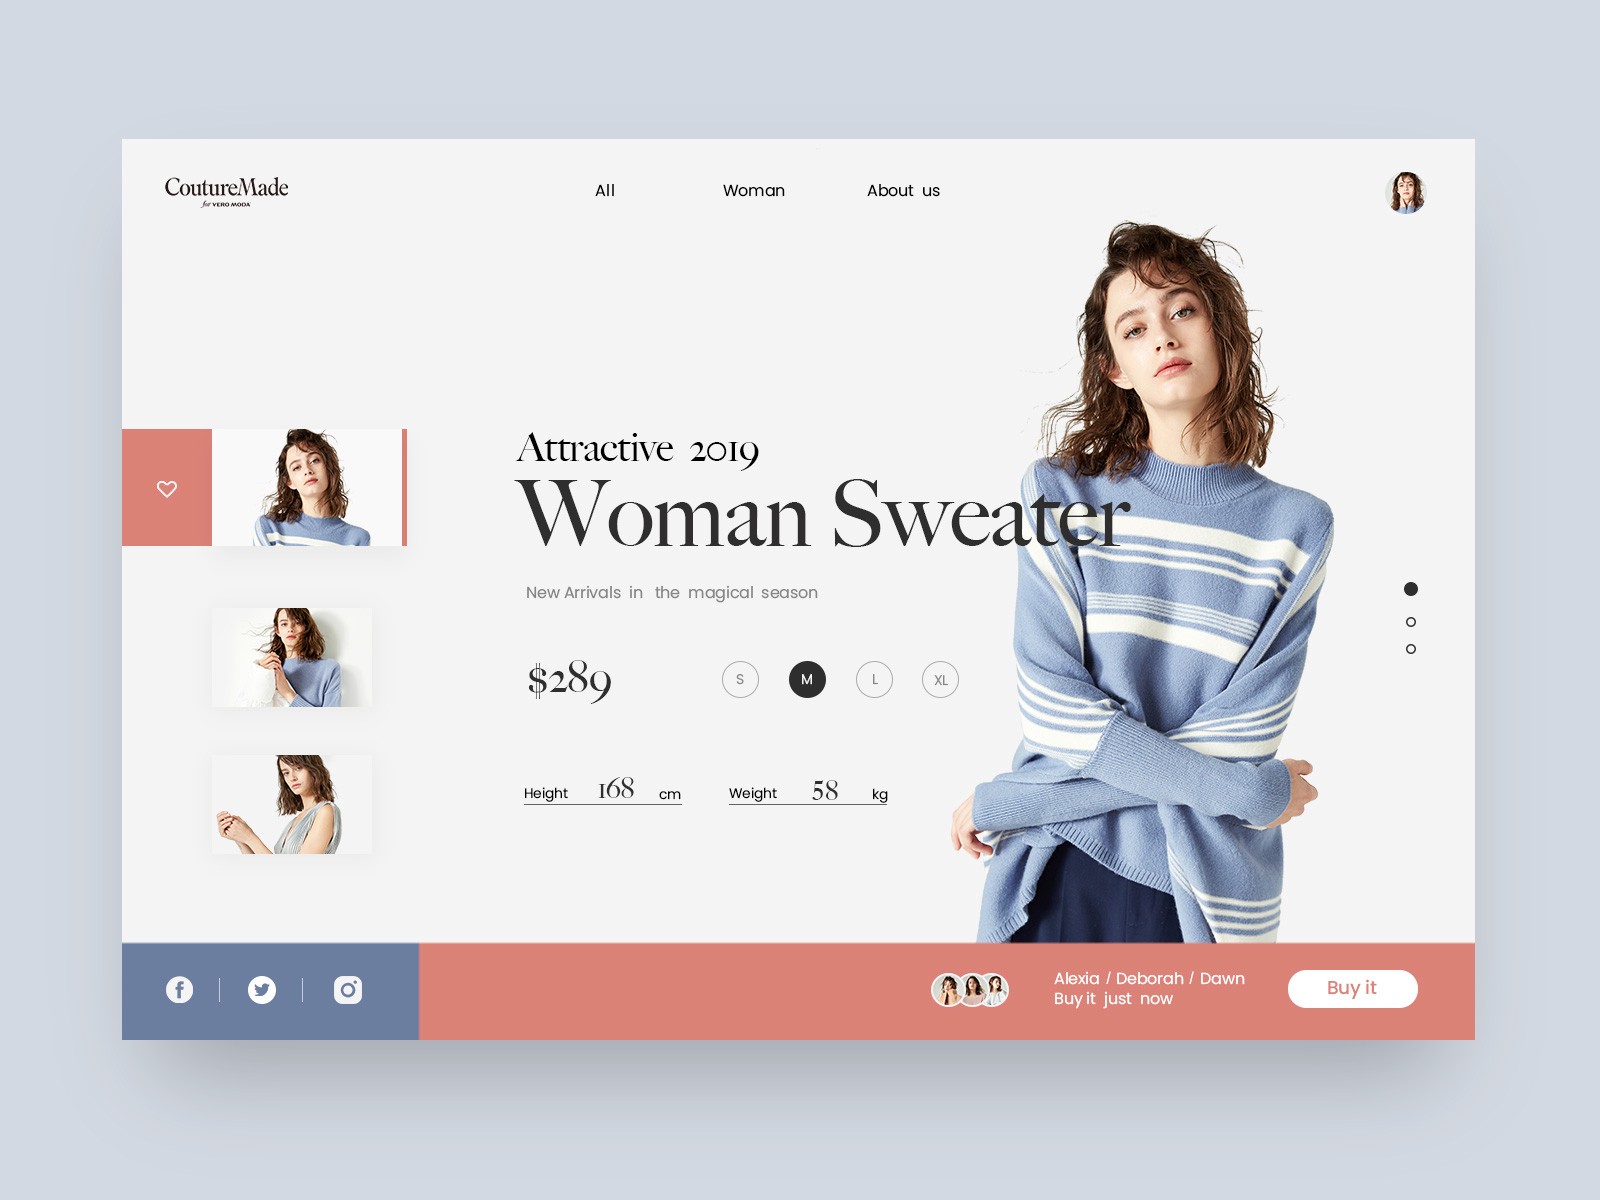 CoutureMade
for VERO MODA
All
Woman
About us
Attractive 2019
Woman Sweater
New Arrivals in the magical season
$289
S
M
L
XL
Height 168 cm
Weight 58 kg
Alexia / Deborah / Dawn
Buy it just now
Buy it